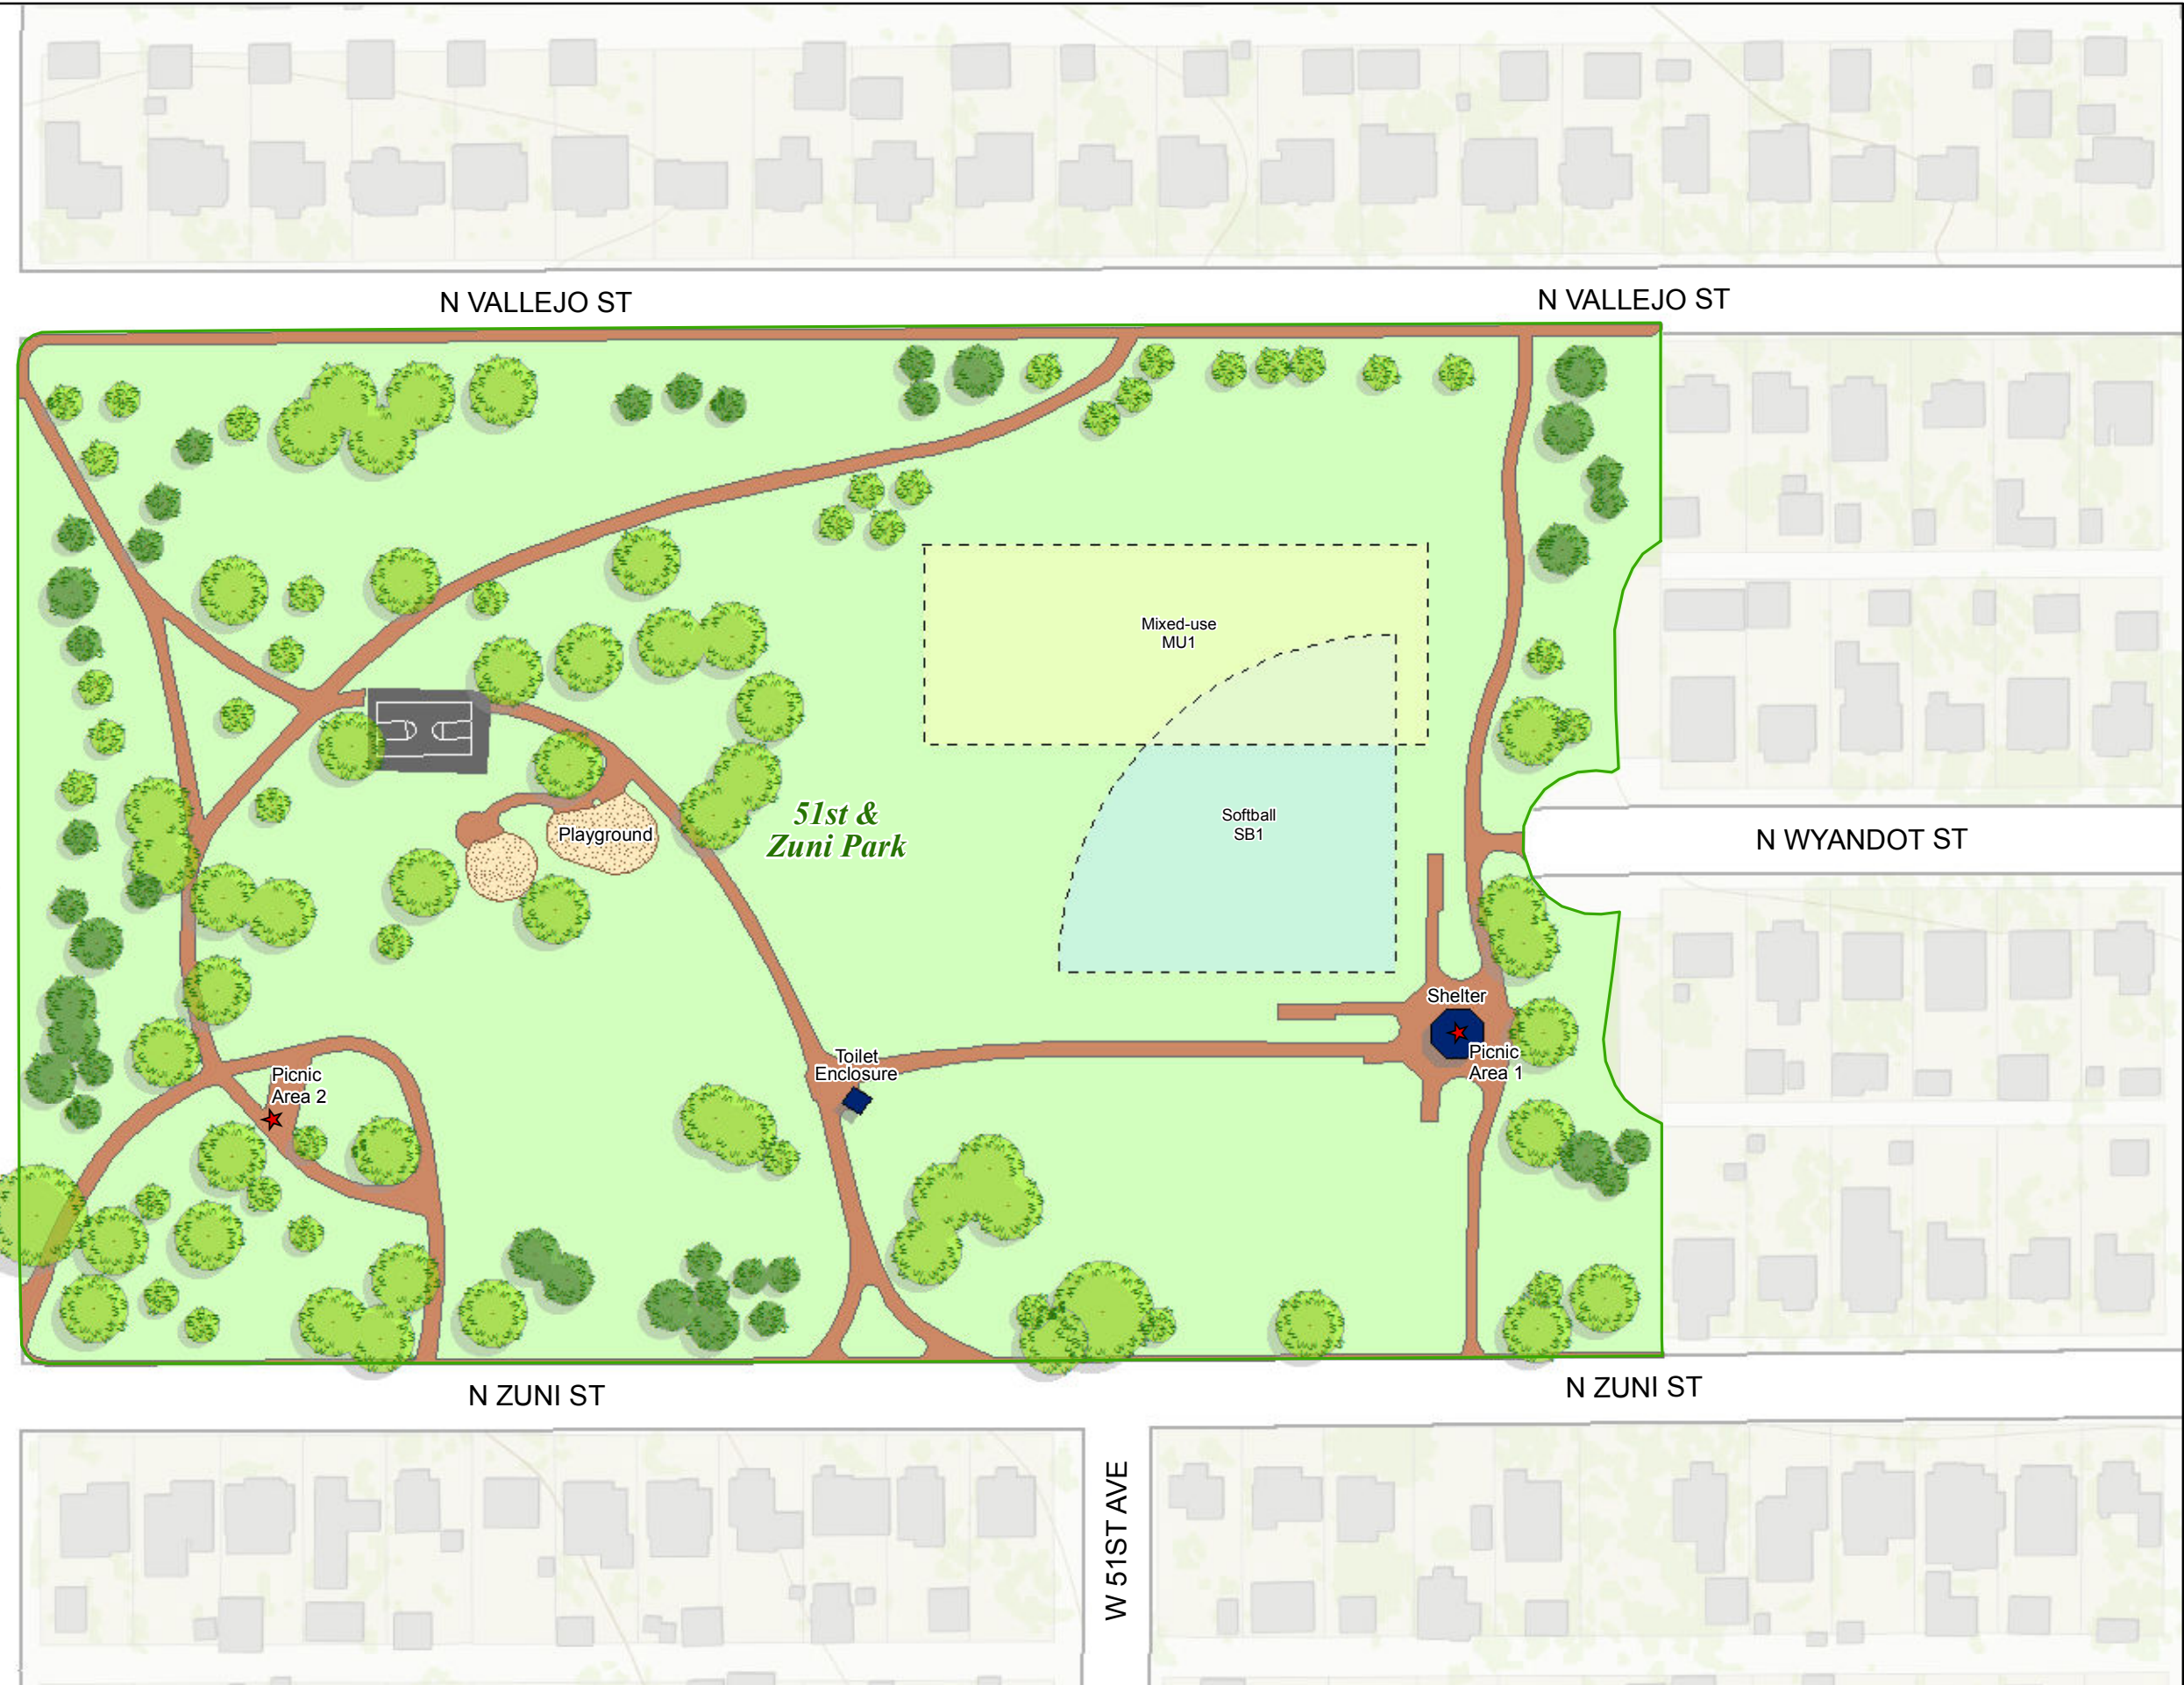 N VALLEJO ST
N VALLEJO ST
Mixed-use
MU1
51st &
Zuni Park
Playground
Softball
SB1
N WYANDOT ST
Shelter
Picnic
Area 1
Toilet
Enclosure
Picnic
Area 2
N ZUNI ST
N ZUNI ST
W 51ST AVE